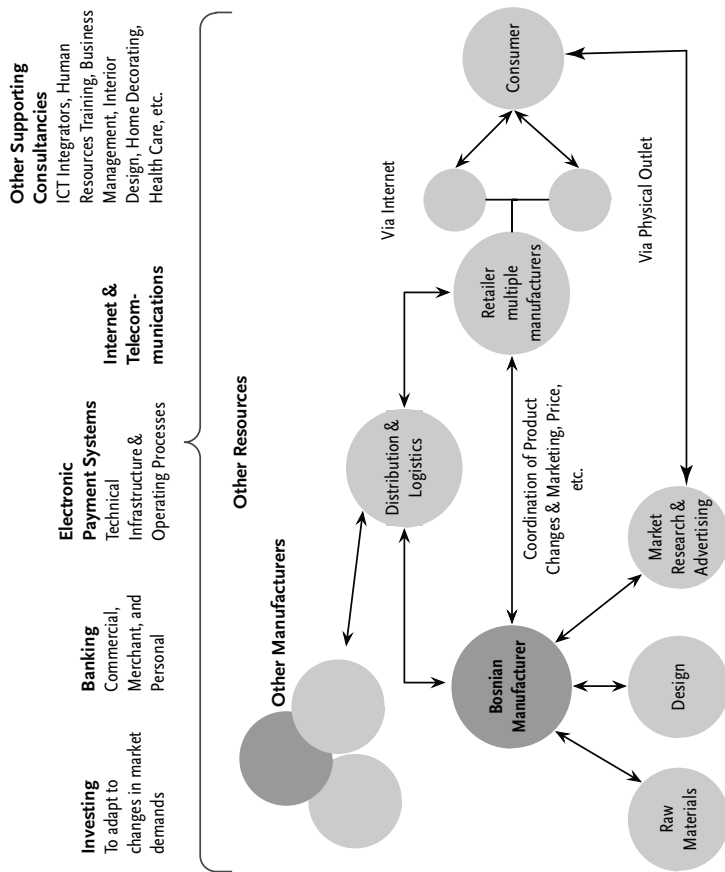 Investing
To adapt to
changes in market
demands
Banking
Commercial,
Merchant, and
Personal
Electronic
Payment Systems
Technical
Infrastructure &
Operating Processes
Internet &
Telecom-
munications
Other Supporting
Consultancies
ICT Integrators, Human
Resources Training, Business
Management, Interior
Design, Home Decorating,
Health Care, etc.
Other Resources
Other Manufacturers
Distribution &
Logistics
Via Internet
Bosnian
Manufacturer
Coordination of Product
Changes & Marketing, Price,
etc.
Retailer
multiple
manufacturers
Consumer
Via Physical Outlet
Raw
Materials
Design
Market
Research &
Advertising